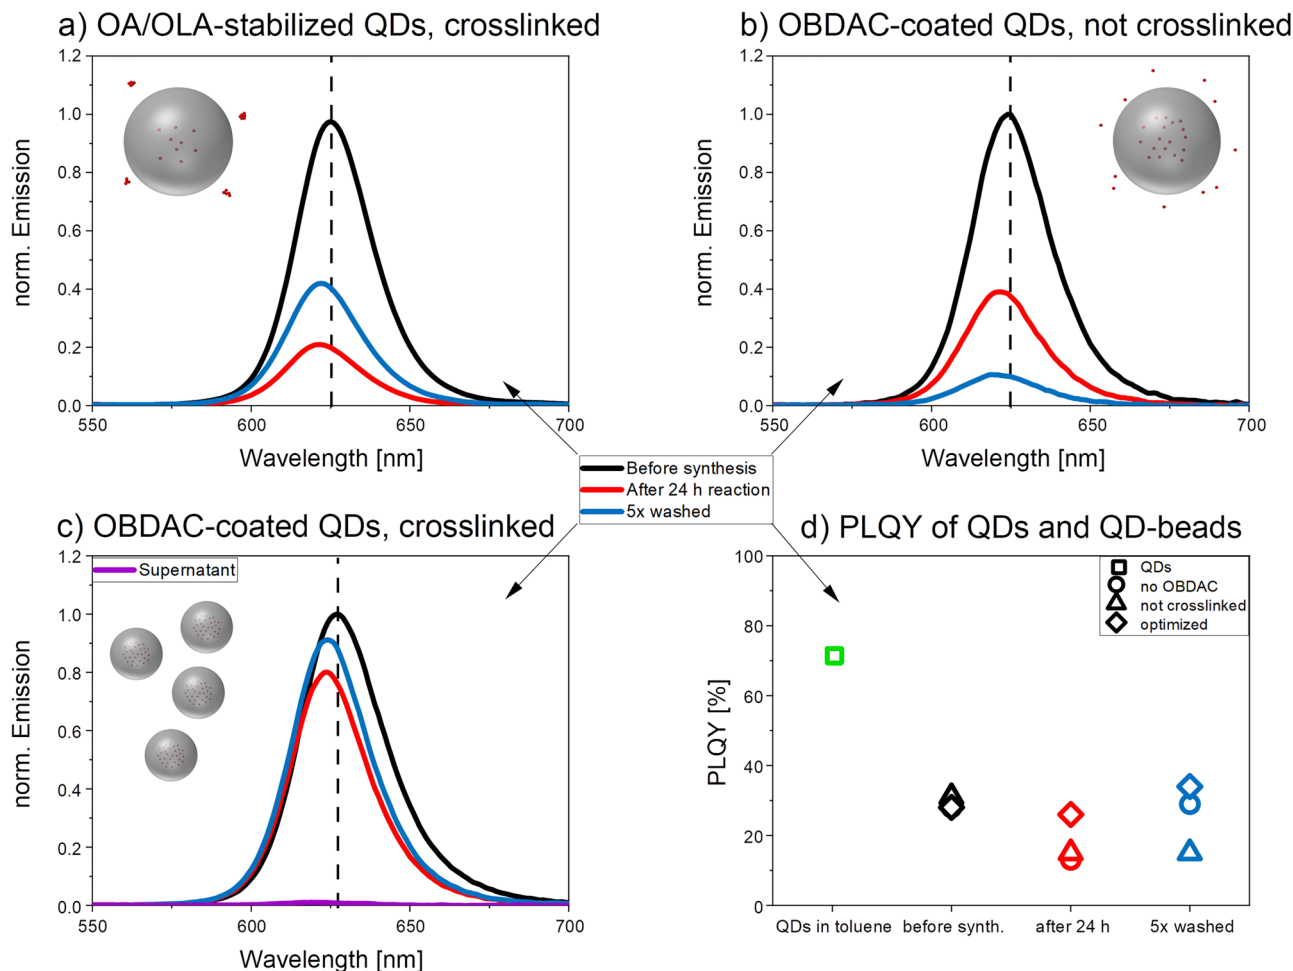 a) OA/OLA-stabilized QDs, crosslinked
1.2
1.0
0.8
0.6
0.4
0.2
0.0
norm. Emission
550
600
650
700
Wavelength [nm]
b) OBDAC-coated QDs, not crosslinked
1.2
1.0
0.8
0.6
0.4
0.2
0.0
norm. Emission
550
600
650
700
Wavelength [nm]
Before synthesis
After 24 h reaction
5x washed
c) OBDAC-coated QDs, crosslinked
Supernatant
1.2
1.0
0.8
0.6
0.4
0.2
0.0
norm. Emission
550
600
650
700
Wavelength [nm]
d) PLQY of QDs and QD-beads
QDs
no OBDAC
not crosslinked
optimized
100
80
60
40
20
0
PLQY [%]
QDs in toluene
before synth.
after 24 h
5x washed